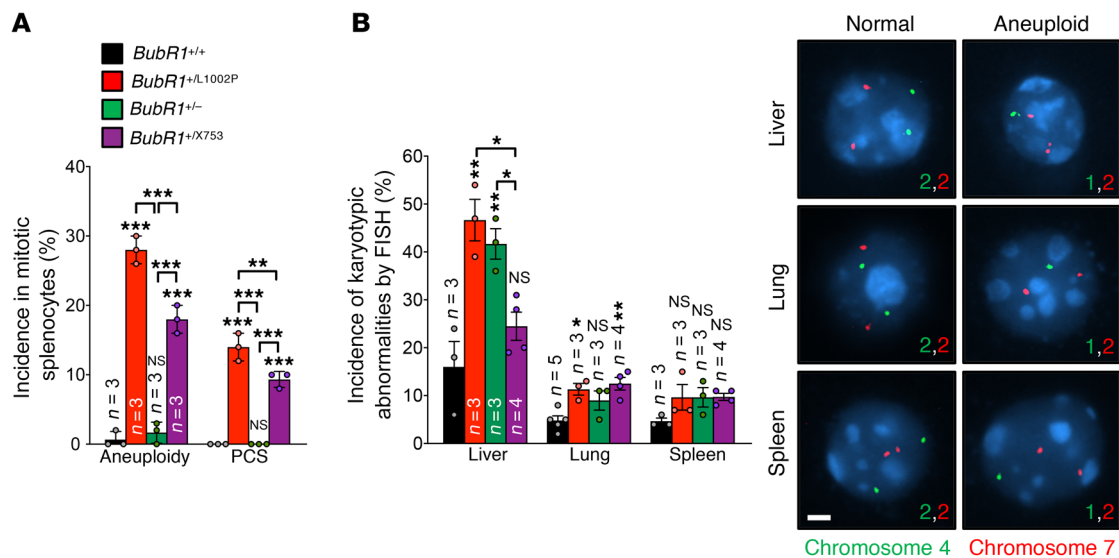 A
BubR1+/+
BubR1+/L1002P
BubR1+/–
BubR1+/X753
Incidence in mitotic
splenocytes (%)
40
30
20
10
0
***
***
***
***
***
NS
**
***
***
***
***
NS
n = 3
n = 3
n = 3
n = 3
Aneuploidy
PCS
B
Incidence of karyotypic
abnormalities by FISH (%)
60
50
40
30
20
10
0
*
*
**
**
NS
n = 3
n = 3
n = 3
n = 4
*
NS
**
n = 5
n = 3
n = 3
n = 4
NS
NS
NS
n = 3
n = 3
n = 3
n = 4
Liver
Lung
Spleen
Normal
Aneuploid
Liver
2,2
1,2
Lung
2,2
1,2
Spleen
2,2
1,2
Chromosome 4
Chromosome 7